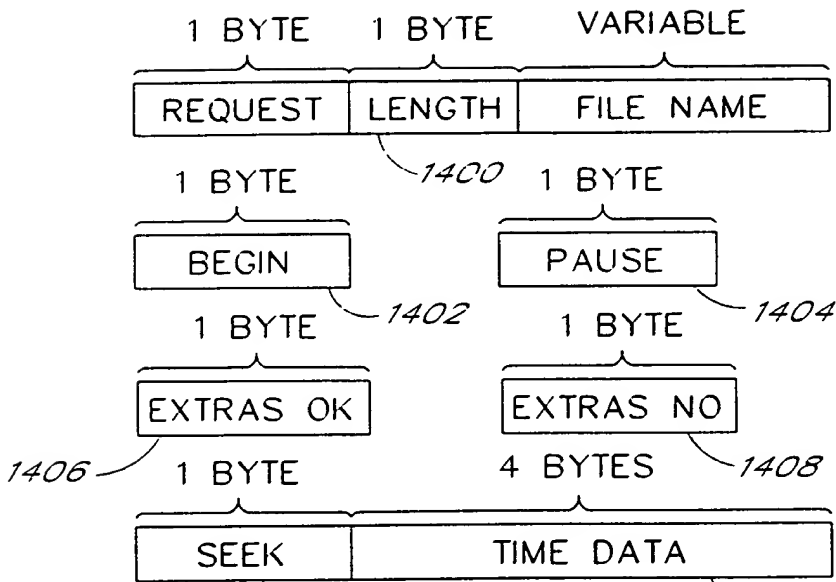 1 BYTE 1 BYTE VARIABLE
REQUEST LENGTH FILE NAME
1400
1 BYTE 1 BYTE
BEGIN PAUSE
1402 1404
1 BYTE 1 BYTE
EXTRAS OK EXTRAS NO
1406 1408
1 BYTE 4 BYTES
SEEK TIME DATA